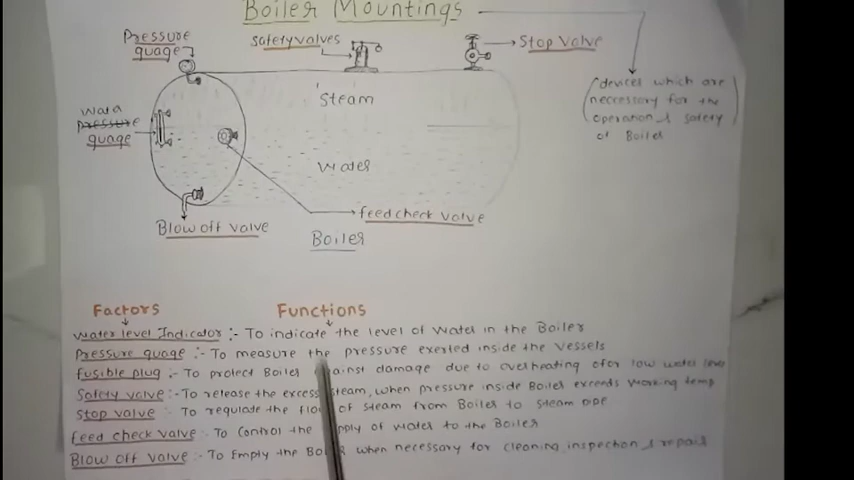 Boiler Mountings
Pressure
guage
safety valves
Stop valve
devices which are
neccessary for the
operation & safety
of Boiler
Steam
Wata
pressure
guage
Water
feed check valve
Blow off valve
Boiler
Factors
Functions
Water level Indicator :- To indicate the level of Water in the Boiler
Pressure guage :- To measure the pressure exerted inside the vessels
fusible plug :- To protect Boiler against damage due to overheating ofor low water level
Safety valve :- To release the excess steam, when pressure inside Boiler exceeds working temp
Stop valve :- To regulate the flow of steam from Boiler to steam
feed check valve :- To control the supply of water to the Boiler
Blow off valve :- To Empty the Boiler when necessary for cleaning inspection & repair